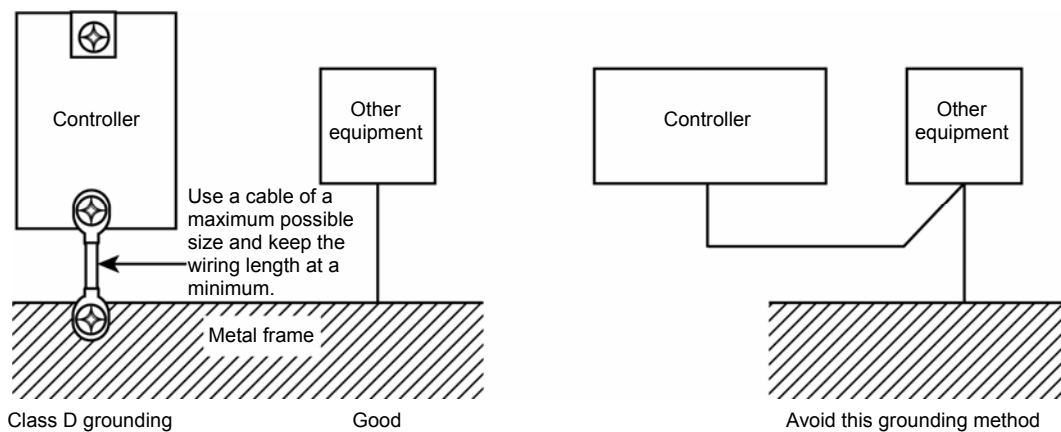 Controller
Other
equipment
Use a cable of a
maximum possible
size and keep the
wiring length at a
minimum.
Metal frame
Class D grounding
Good
Controller
Other
equipment
Avoid this grounding method